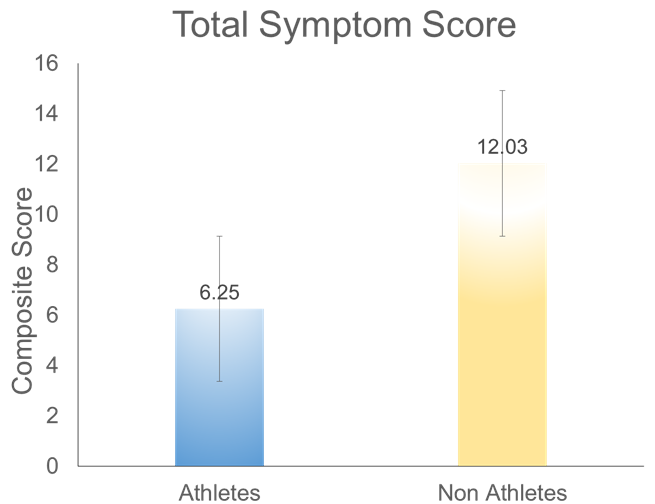 Total Symptom Score
Composite Score
16
14
12
10
8
6
4
2
0
12.03
6.25
Athletes
Non Athletes